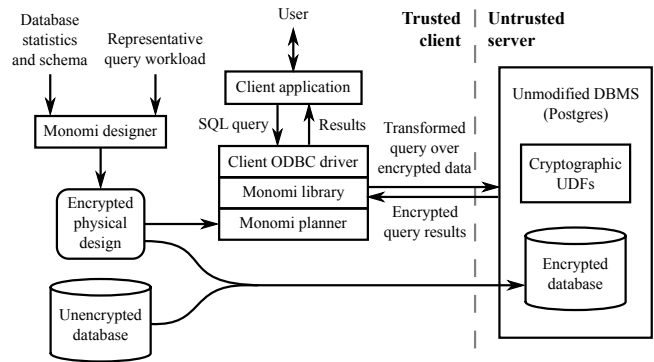 User
Database
statistics
and schema
Representative
query workload
Trusted
client
Untrusted
server
Client application
Unmodified DBMS
(Postgres)
Monomi designer
SQL query
Results
Transformed
query over
encrypted data
Client ODBC driver
Monomi library
Monomi planner
Cryptographic
UDFs
Encrypted
physical
design
Encrypted
query results
Encrypted
database
Unencrypted
database